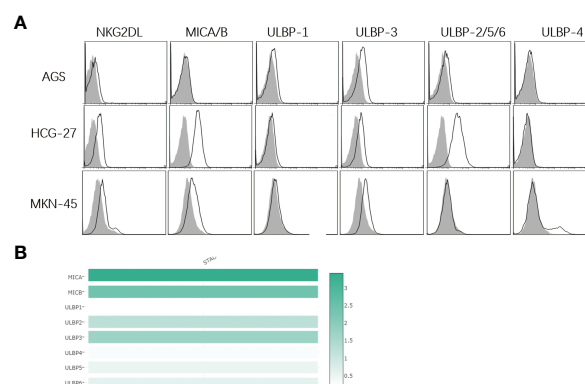 A
NKG2DL MICA/B ULBP-1 ULBP-3 ULBP-2/5/6 ULBP-4
AGS
HCG-27
MKN-45
B
MICA
MICB
ULBP1
ULBP2
ULBP3
ULBP4
ULBP5
ULBP6
3
2.5
2
1.5
1
0.5